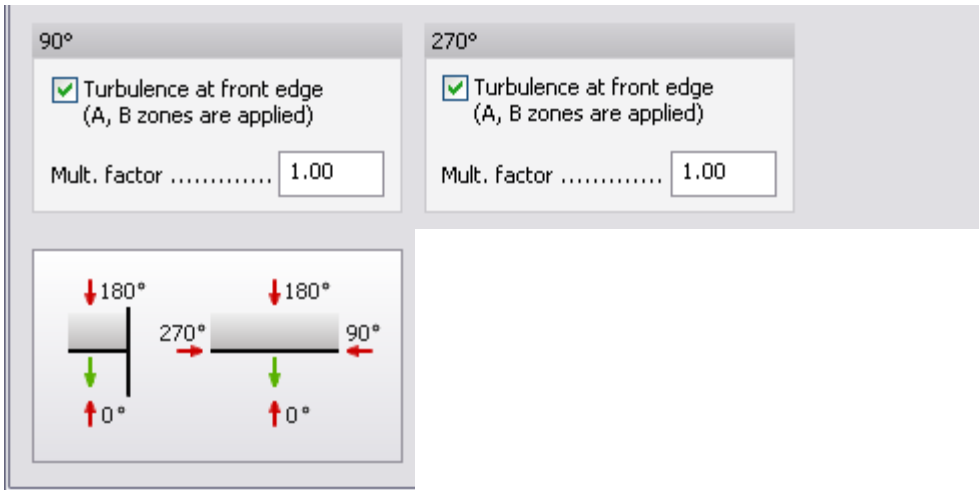 90°
Turbulence at front edge
(A, B zones are applied)
Mult. factor ............. 1.00
270°
Turbulence at front edge
(A, B zones are applied)
Mult. factor ............. 1.00
180° 180°
270° 90°
0° 0°